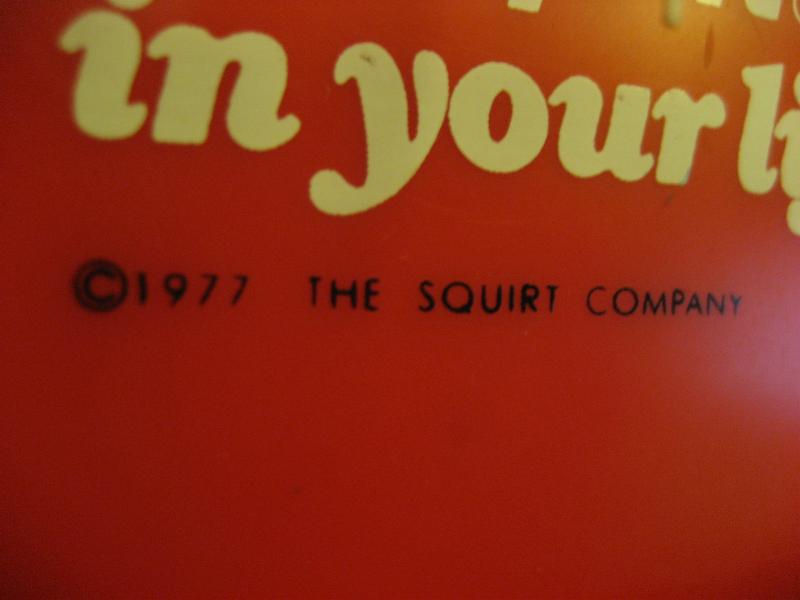 in your li
©1977 THE SQUIRT COMPANY